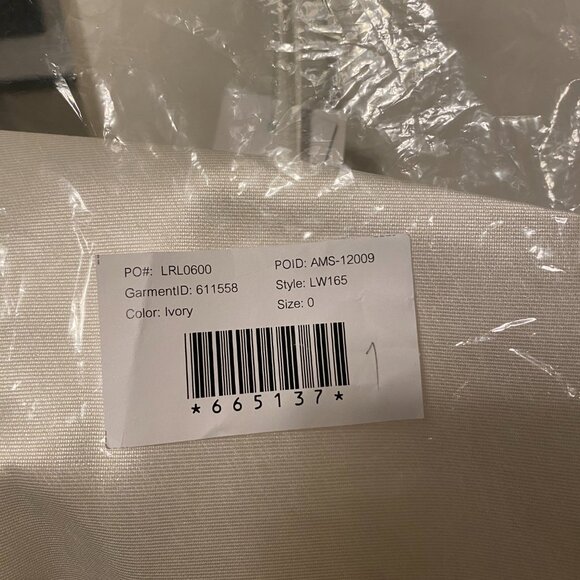 PO#: LRL0600 POID: AMS-12009
GarmentID: 611558 Style: LW165
Color: Ivory Size: 0
*665137*
1